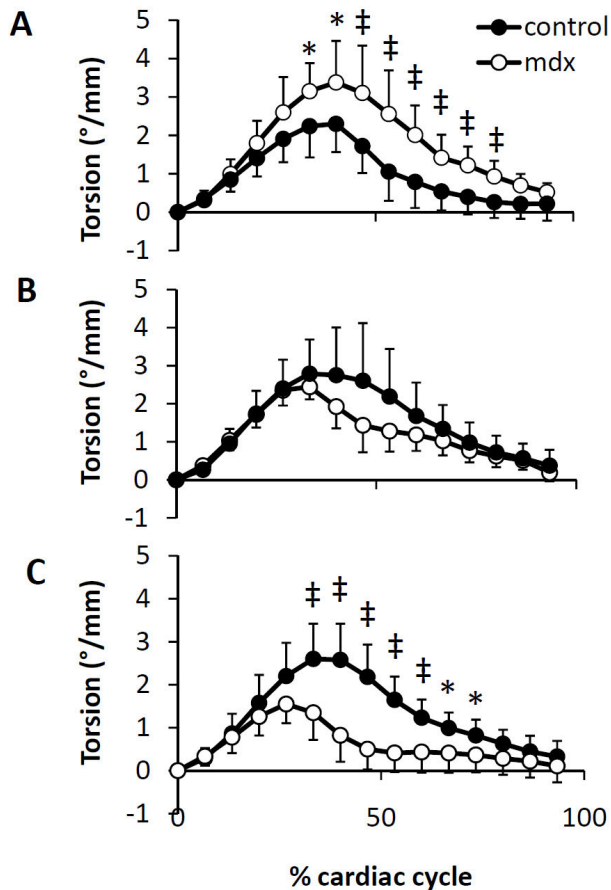 A
control
mdx
* * ‡ ‡ ‡ ‡ ‡ ‡
5
4
3
2
1
0
-1
Torsion (°/mm)
B
5
4
3
2
1
0
-1
Torsion (°/mm)
C
‡ ‡ ‡ ‡ ‡ * *
5
4
3
2
1
0
-1
Torsion (°/mm)
0 50 100
% cardiac cycle